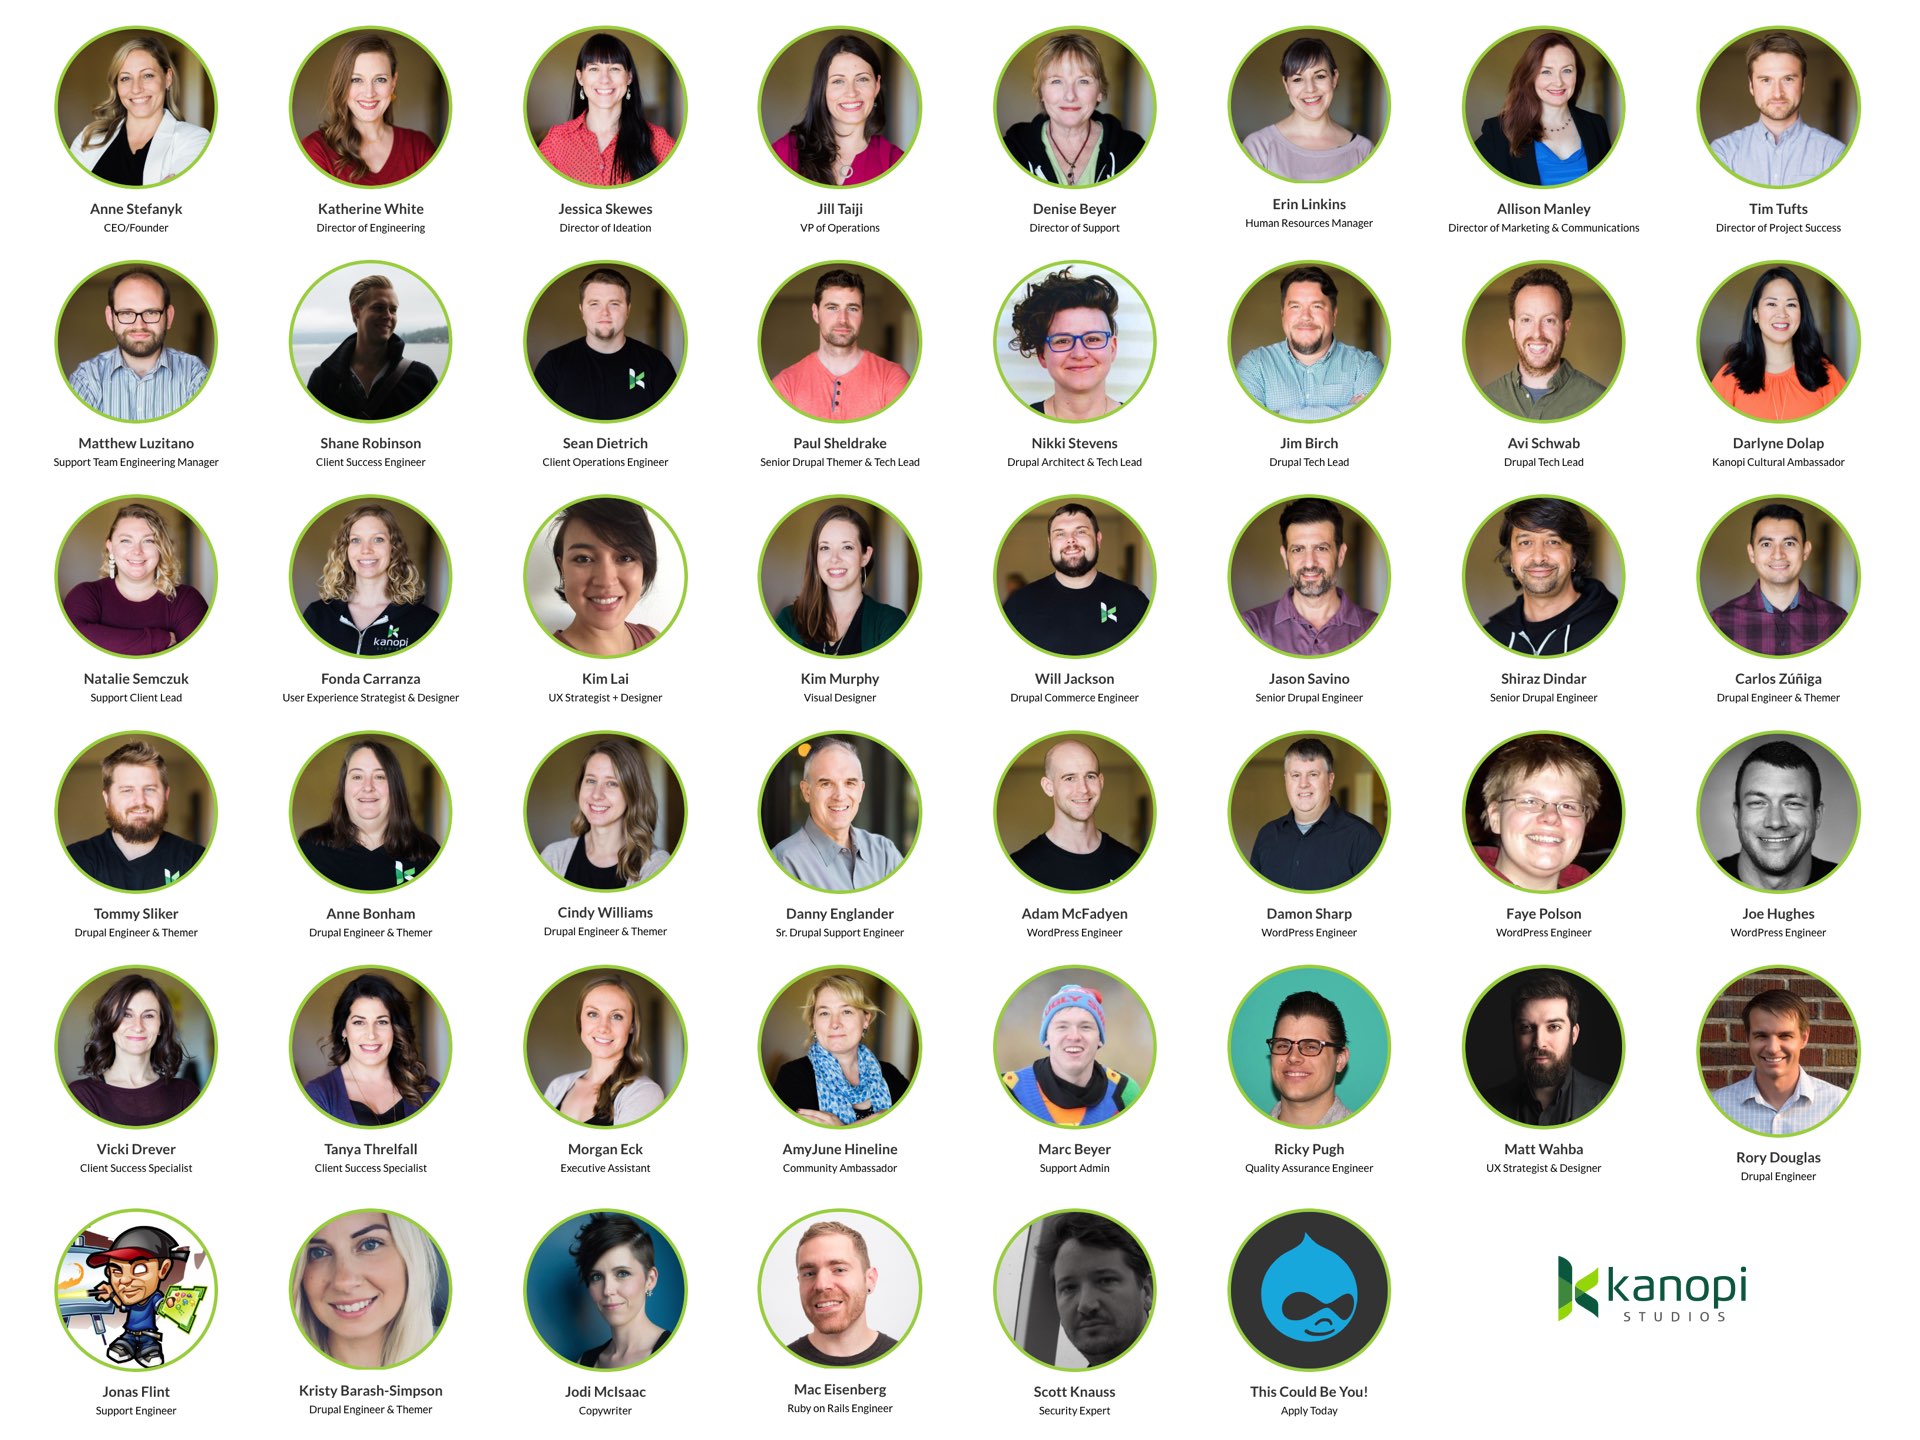 Anne Stefanyk
CEO/Founder
Katherine White
Director of Engineering
Jessica Skewes
Director of Ideation
Jill Taiji
VP of Operations
Denise Beyer
Director of Support
Erin Linkins
Human Resources Manager
Allison Manley
Director of Marketing & Communications
Tim Tufts
Director of Project Success
Matthew Luzitano
Support Team Engineering Manager
Shane Robinson
Client Success Engineer
Sean Dietrich
Client Operations Engineer
Paul Sheldrake
Senior Drupal Themer & Tech Lead
Nikki Stevens
Drupal Architect & Tech Lead
Jim Birch
Drupal Tech Lead
Avi Schwab
Drupal Tech Lead
Darlyne Dolap
Kanopi Cultural Ambassador
kanopi
Natalie Semczuk
Support Client Lead
Fonda Carranza
User Experience Strategist & Designer
Kim Lai
UX Strategist + Designer
Kim Murphy
Visual Designer
Will Jackson
Drupal Commerce Engineer
Jason Savino
Senior Drupal Engineer
Shiraz Dindar
Senior Drupal Engineer
Carlos Zúñiga
Drupal Engineer & Themer
Tommy Sliker
Drupal Engineer & Themer
Anne Bonham
Drupal Engineer & Themer
Cindy Williams
Drupal Engineer & Themer
Danny Englander
Sr. Drupal Support Engineer
Adam McFadyen
WordPress Engineer
Damon Sharp
WordPress Engineer
Faye Polson
WordPress Engineer
Joe Hughes
WordPress Engineer
Vicki Drever
Client Success Specialist
Tanya Threlfall
Client Success Specialist
Morgan Eck
Executive Assistant
AmyJune Hineline
Community Ambassador
Marc Beyer
Support Admin
Ricky Pugh
Quality Assurance Engineer
Matt Wahba
UX Strategist & Designer
Rory Douglas
Drupal Engineer
Jonas Flint
Support Engineer
Kristy Barash-Simpson
Drupal Engineer & Themer
Jodi McIsaac
Copywriter
Mac Eisenberg
Ruby on Rails Engineer
Scott Knauss
Security Expert
This Could Be You!
Apply Today
kanopi
STUDIOS